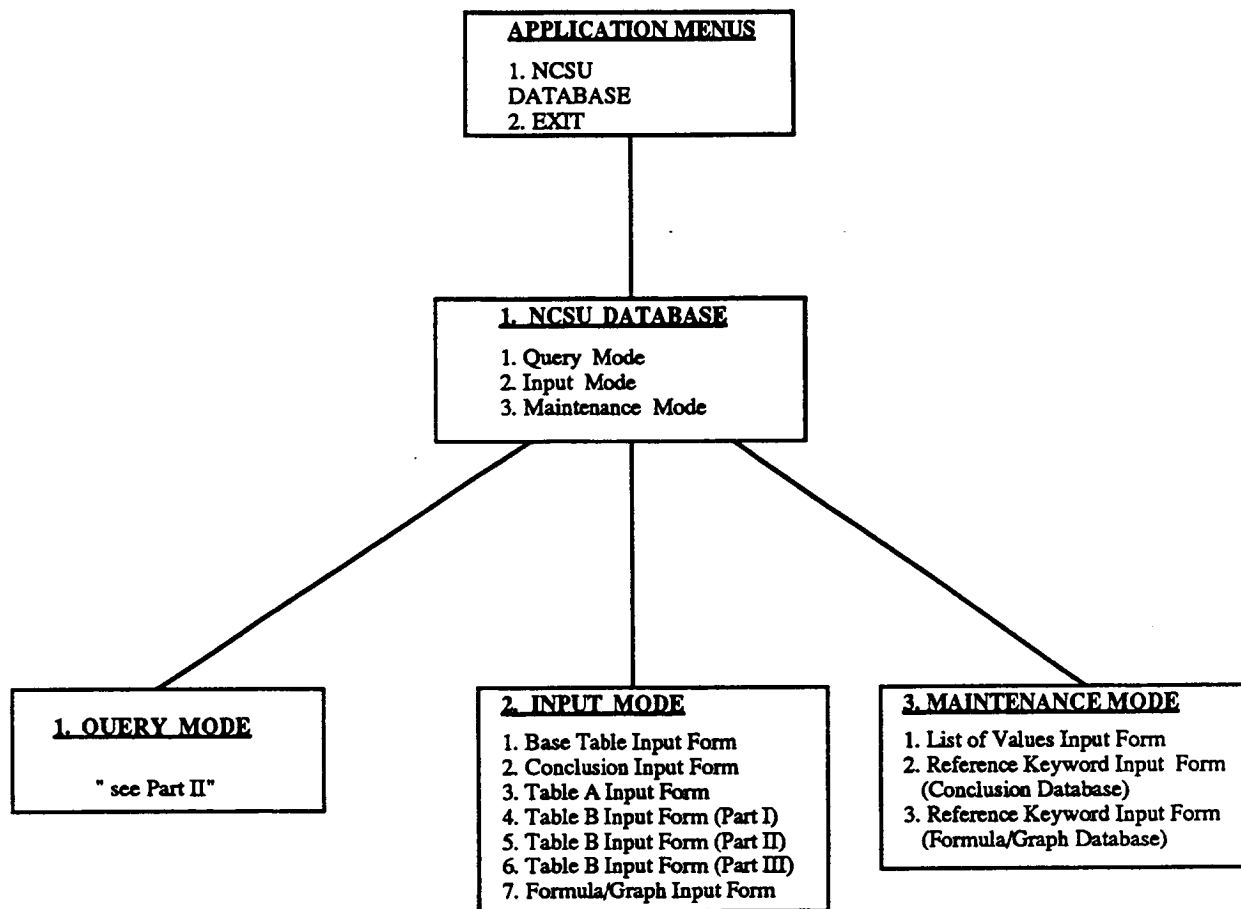 APPLICATION MENUS
1. NCSU
DATABASE
2. EXIT
1. NCSU DATABASE
1. Query Mode
2. Input Mode
3. Maintenance Mode
1. QUERY MODE
" see Part II"
2. INPUT MODE
1. Base Table Input Form
2. Conclusion Input Form
3. Table A Input Form
4. Table B Input Form (Part I)
5. Table B Input Form (Part II)
6. Table B Input Form (Part III)
7. Formula/Graph Input Form
3. MAINTENANCE MODE
1. List of Values Input Form
2. Reference Keyword Input Form
(Conclusion Database)
3. Reference Keyword Input Form
(Formula/Graph Database)